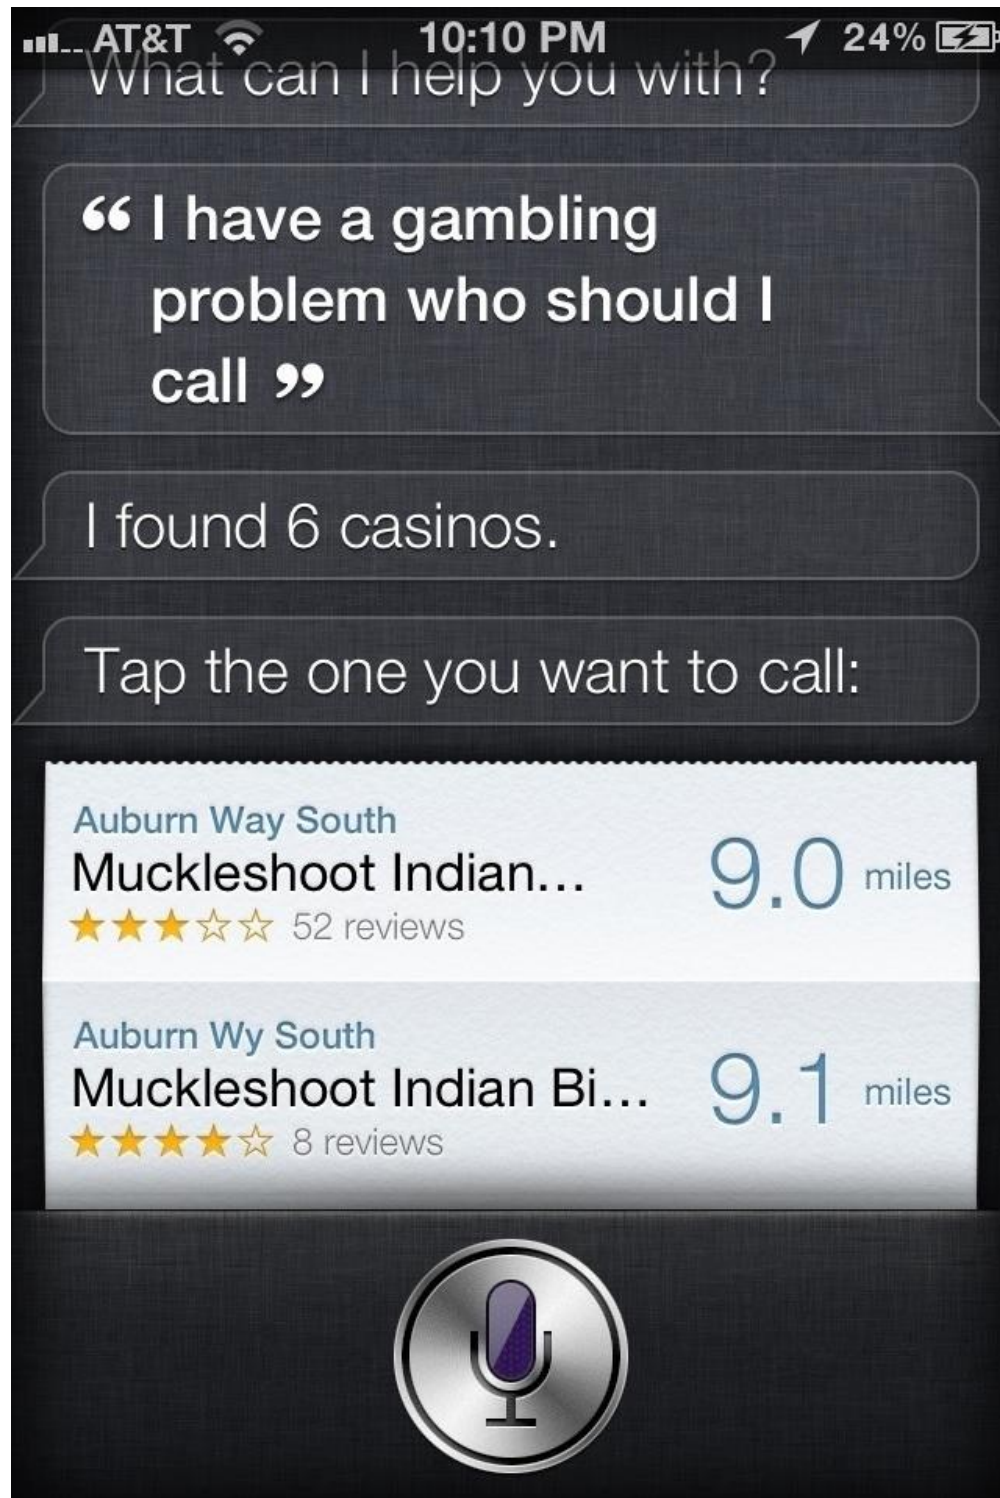 AT&T 10:10 PM 24%
What can I help you with?
“ I have a gambling
problem who should I
call ”
I found 6 casinos.
Tap the one you want to call:
Auburn Way South
Muckleshoot Indian... 9.0 miles
52 reviews
Auburn Wy South
Muckleshoot Indian Bi... 9.1 miles
8 reviews